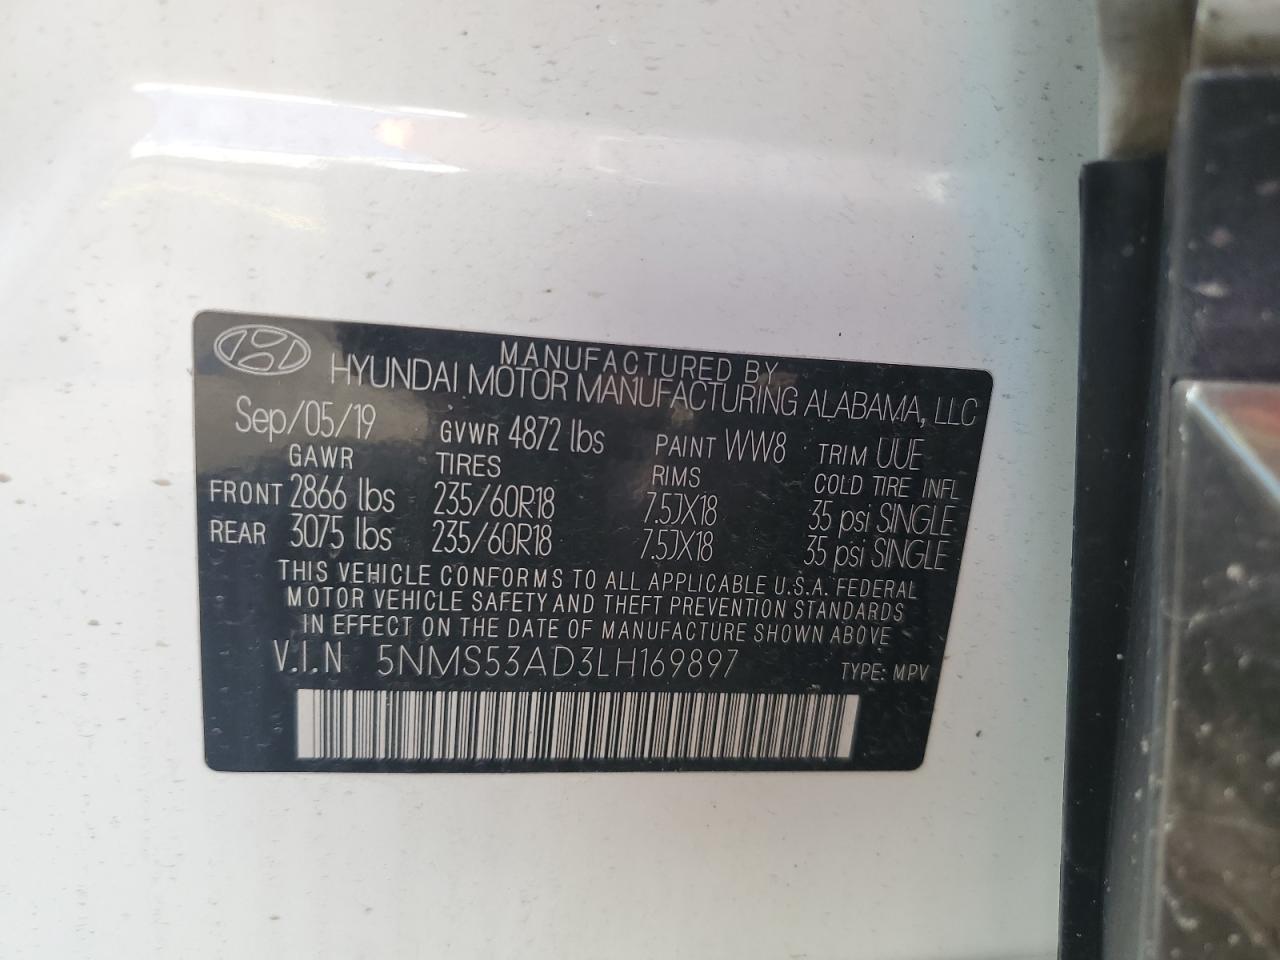 MANUFACTURED BY
HYUNDAI MOTOR MANUFACTURING ALABAMA, LLC
Sep/05/19 GVWR 4872 lbs PAINT WW8 TRIM UUE
GAWR TIRES RIMS COLD TIRE INFL
FRONT 2866 lbs 235/60R18 7.5JX18 35 psi SINGLE
REAR 3075 lbs 235/60R18 7.5JX18 35 psi SINGLE
THIS VEHICLE CONFORMS TO ALL APPLICABLE U.S.A. FEDERAL
MOTOR VEHICLE SAFETY AND THEFT PREVENTION STANDARDS
IN EFFECT ON THE DATE OF MANUFACTURE SHOWN ABOVE
V.I.N 5NMS53AD3LH169897 TYPE: MPV